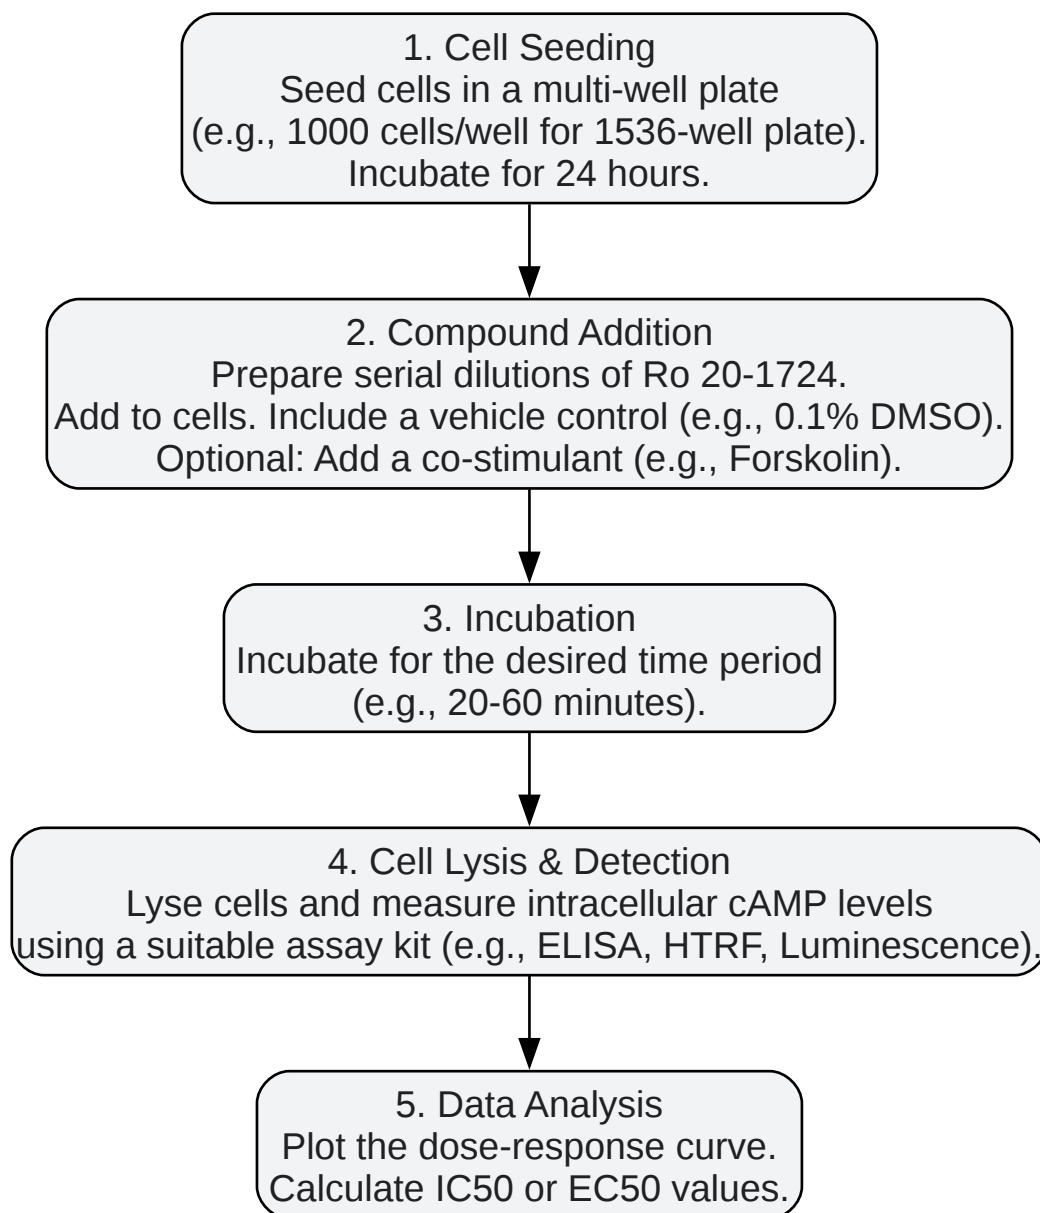 1. Cell Seeding
Seed cells in a multi-well plate
(e.g., 1000 cells/well for 1536-well plate).
Incubate for 24 hours.
2. Compound Addition
Prepare serial dilutions of Ro 20-1724.
Add to cells. Include a vehicle control (e.g., 0.1% DMSO).
Optional: Add a co-stimulant (e.g., Forskolin).
3. Incubation
Incubate for the desired time period
(e.g., 20-60 minutes).
4. Cell Lysis & Detection
Lyse cells and measure intracellular cAMP levels
using a suitable assay kit (e.g., ELISA, HTRF, Luminescence).
5. Data Analysis
Plot the dose-response curve.
Calculate IC50 or EC50 values.